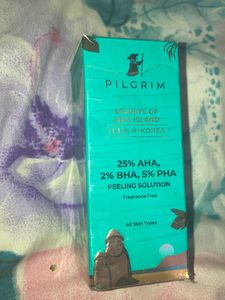 PILGRIM
SECRETS OF
JEJU ISLAND
KOREA
25% AHA,
2% BHA, 5% PHA
PEELING SOLUTION
Fragrance-Free
All Skin Types